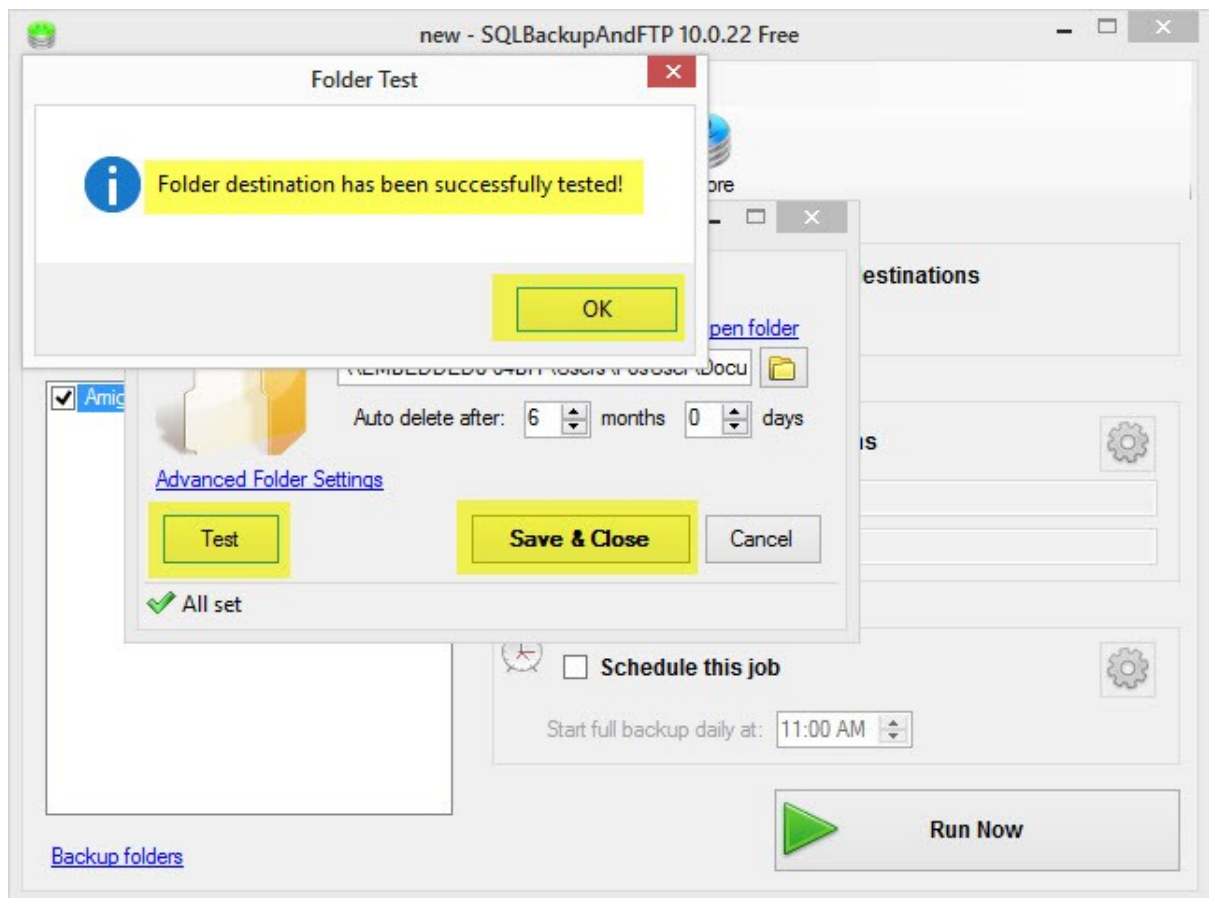 new - SQLBackupAndFTP 10.0.22 Free
Folder Test
Folder destination has been successfully tested!
OK
estinations
pen folder
Amig
Auto delete after: 6 months 0 days
Advanced Folder Settings
Test
Save & Close
Cancel
All set
Schedule this job
Start full backup daily at: 11:00 AM
Run Now
Backup folders